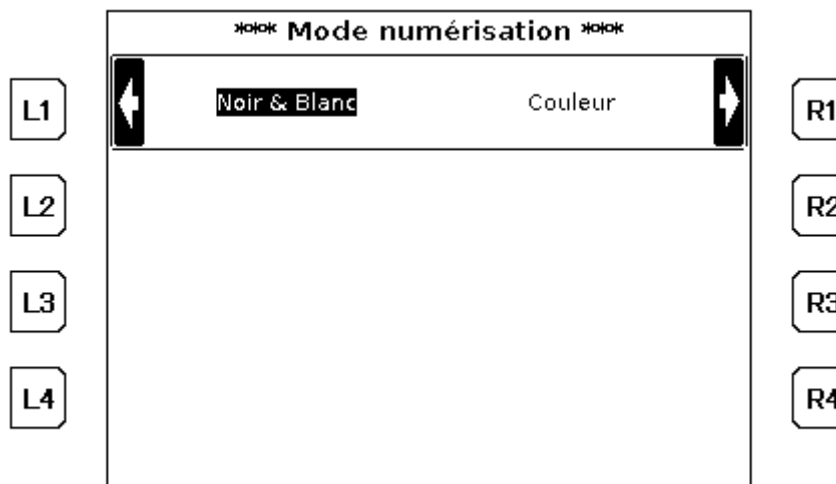 *** Mode numérisation ***
L1 Noir & Blanc Couleur R1
L2 R2
L3 R3
L4 R4